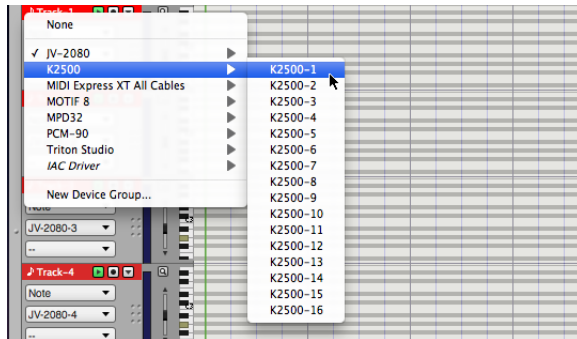 Track-1
None
✓ JV-2080
K2500
MIDI Express XT All Cables
MOTIF 8
MPD32
PCM-90
Triton Studio
IAC Driver
New Device Group...
K2500-1
K2500-2
K2500-3
K2500-4
K2500-5
K2500-6
K2500-7
K2500-8
K2500-9
K2500-10
K2500-11
K2500-12
K2500-13
K2500-14
K2500-15
K2500-16
Note
C3
JV-2080-3
--
Track-4
Note
C3
JV-2080-4
--